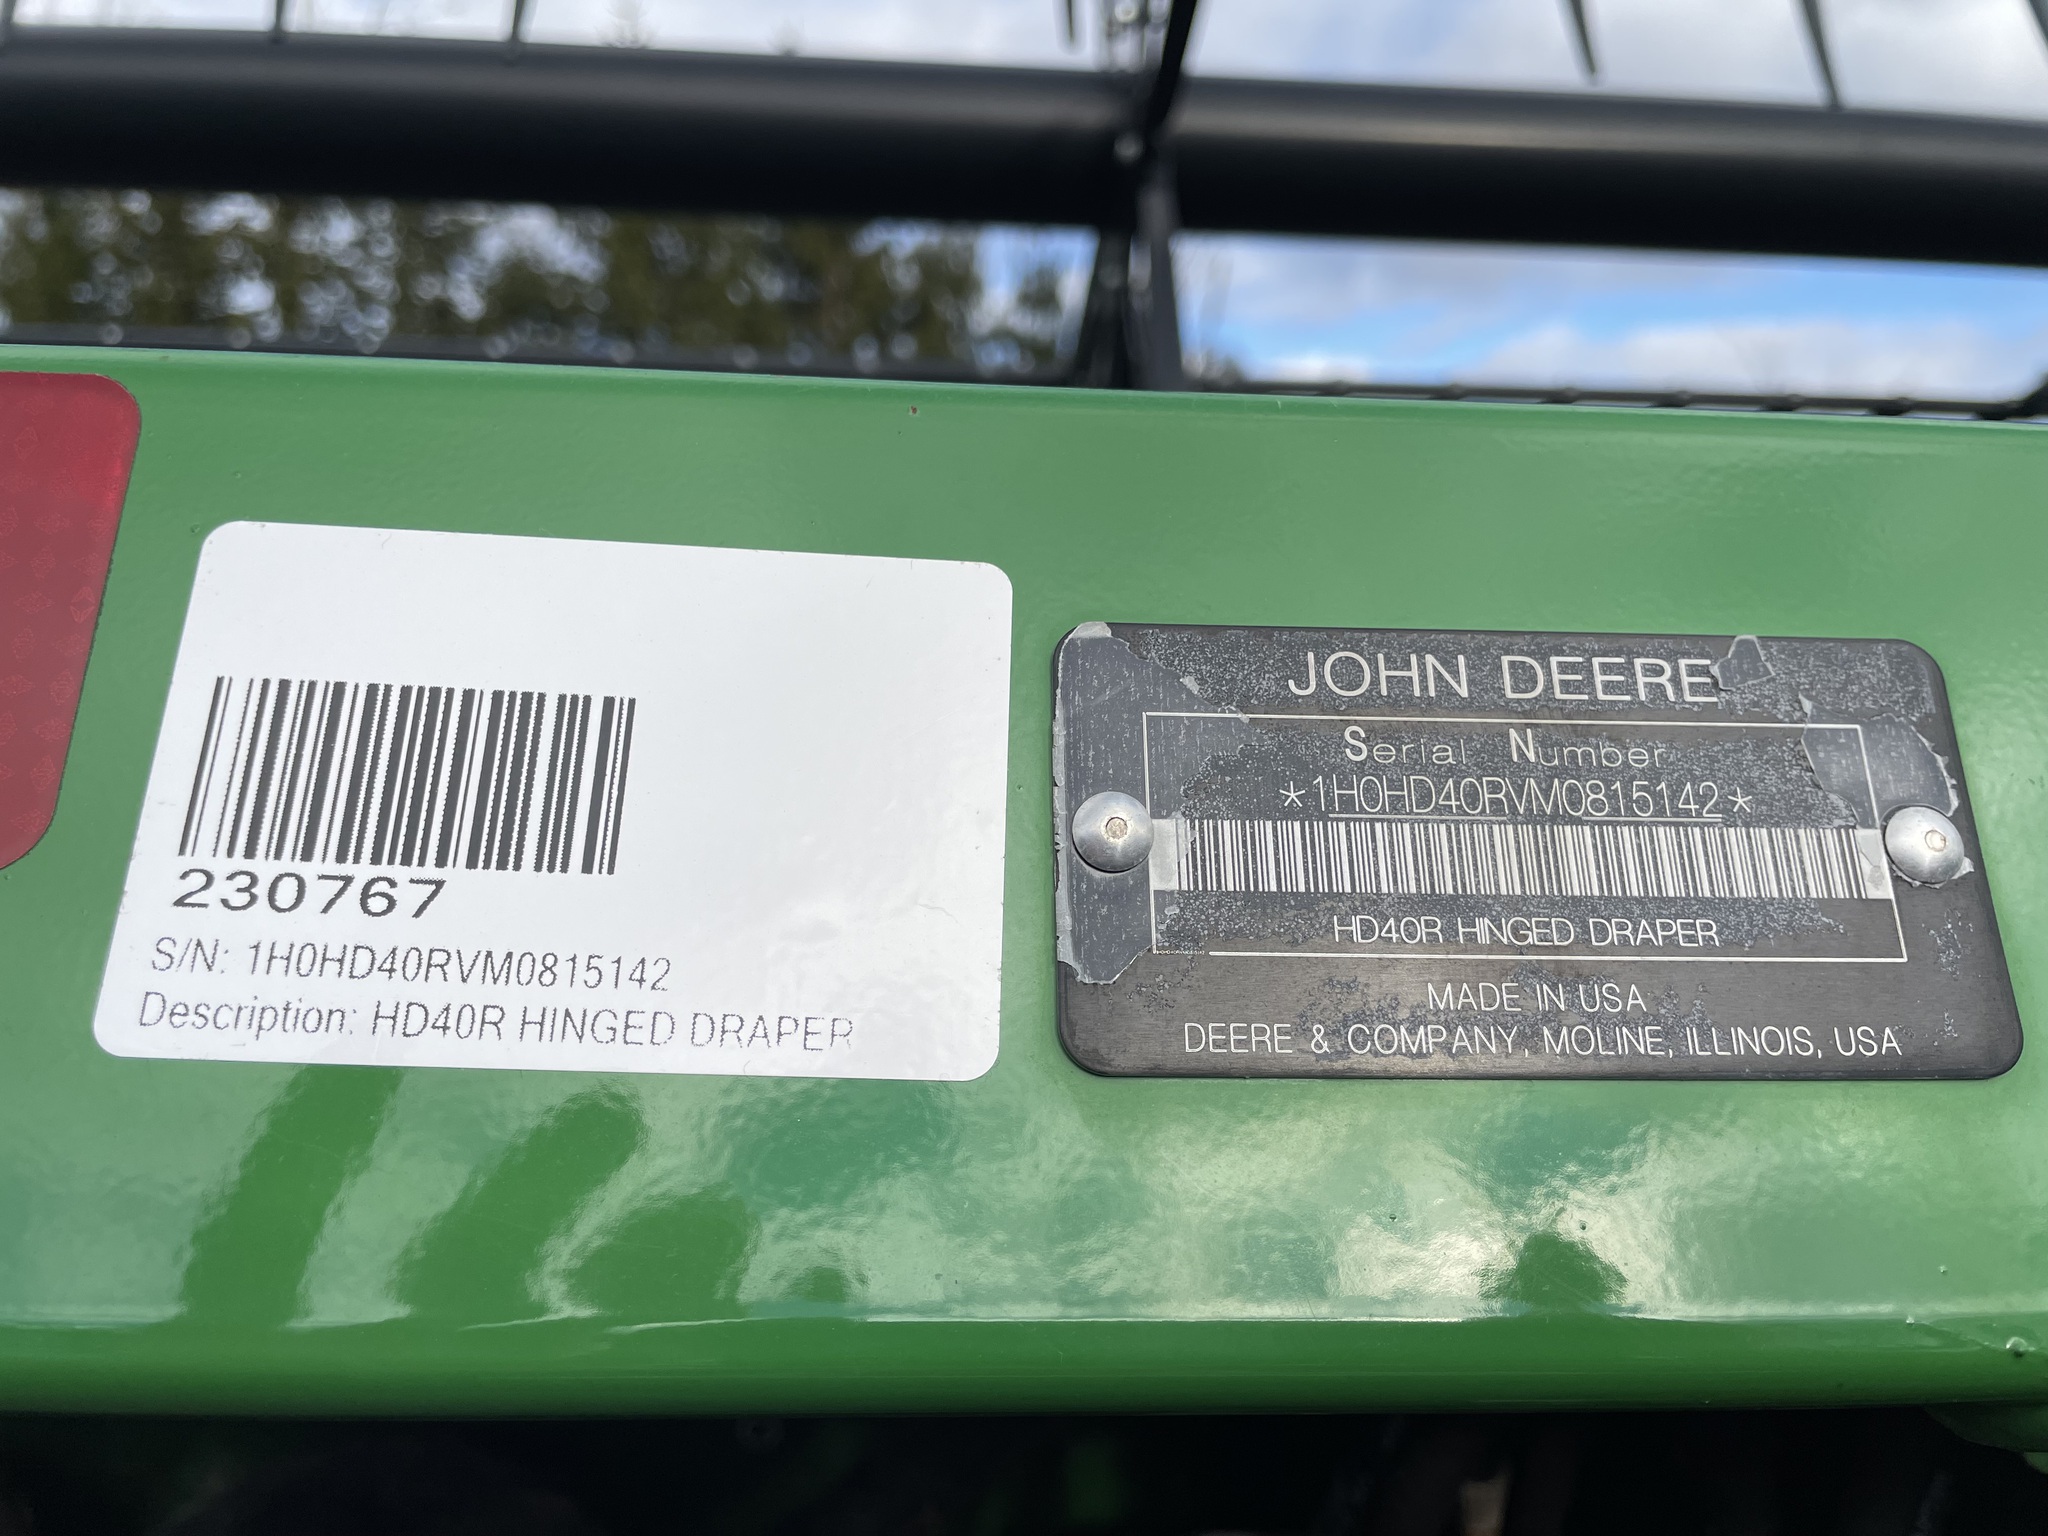 230767
S/N: 1H0HD40RVM0815142
Description: HD40R HINGED DRAPER
JOHN DEERE
Serial Number
*1H0HD40RVM0815142*
HD40R HINGED DRAPER
MADE IN USA
DEERE & COMPANY, MOLINE, ILLINOIS, USA